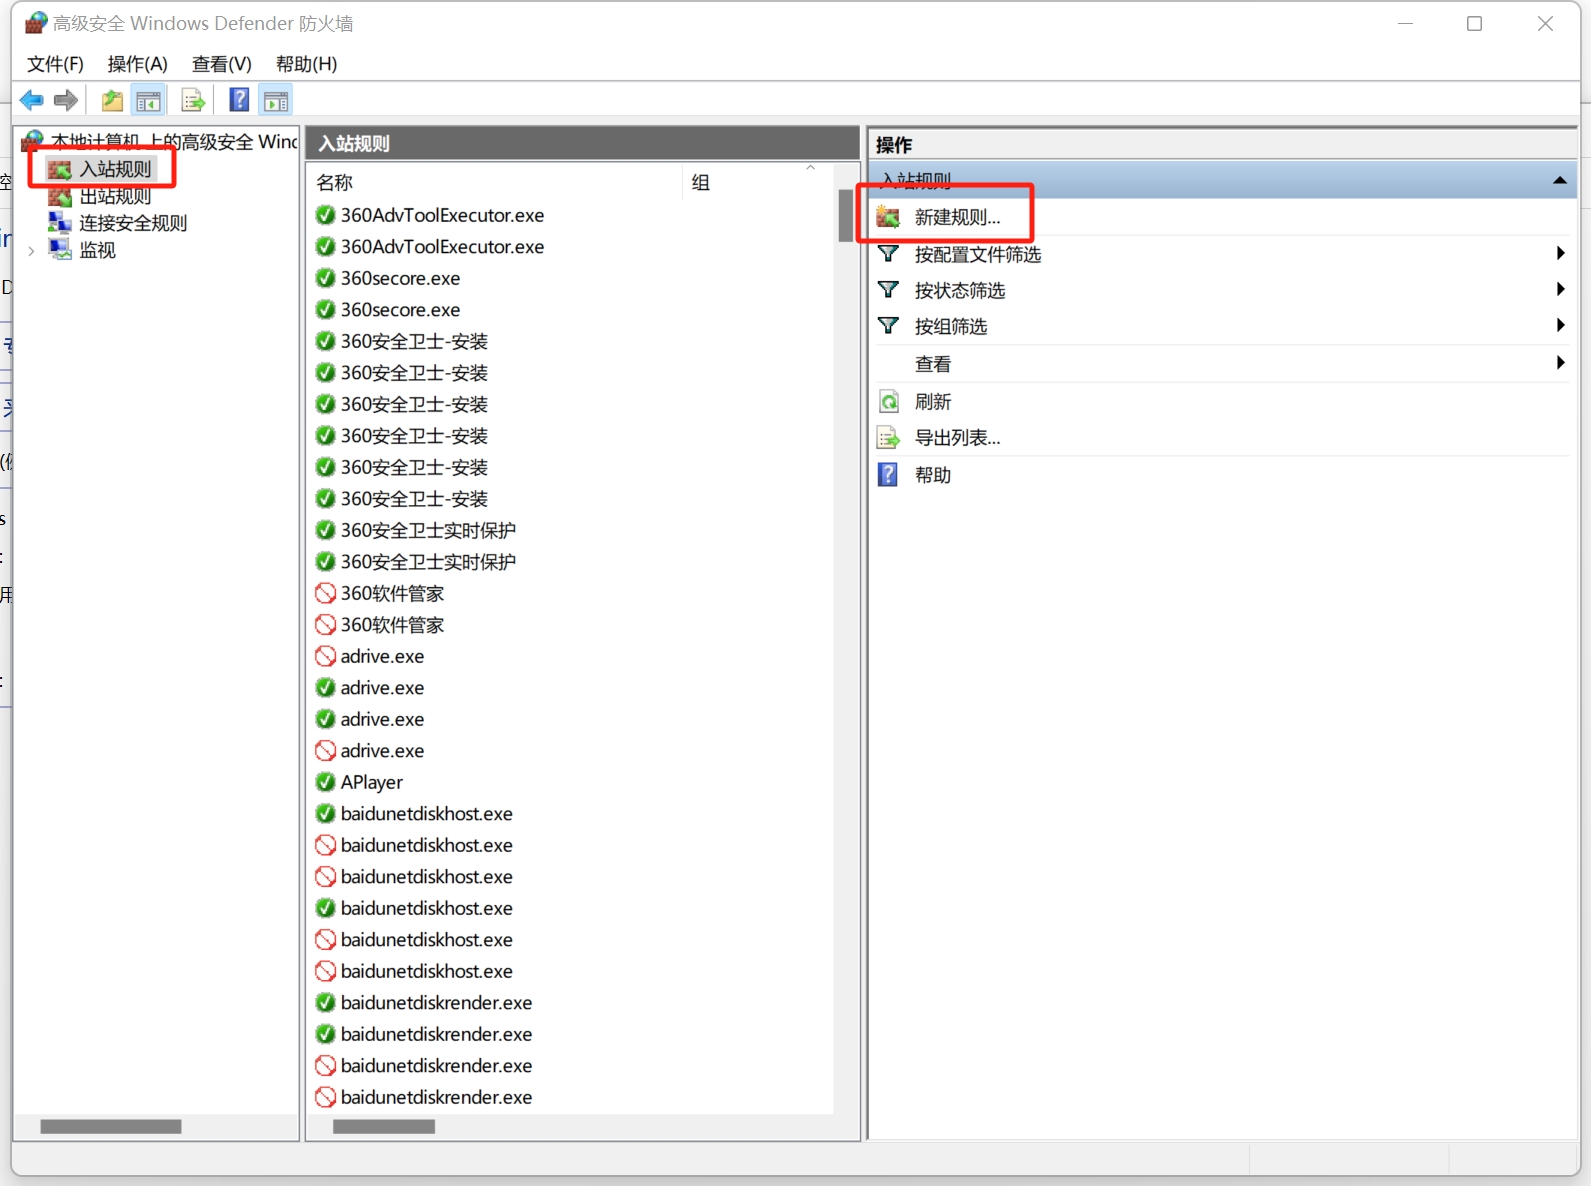 高级安全 Windows Defender 防火墙
文件(F) 操作(A) 查看(V) 帮助(H)
本地计算机 上的高级安全 Wind
入站规则
出站规则
连接安全规则
监视
入站规则
名称 组
360AdvToolExecutor.exe
360AdvToolExecutor.exe
360secore.exe
360secore.exe
360安全卫士-安装
360安全卫士-安装
360安全卫士-安装
360安全卫士-安装
360安全卫士-安装
360安全卫士-安装
360安全卫士实时保护
360安全卫士实时保护
360软件管家
360软件管家
adrive.exe
adrive.exe
adrive.exe
adrive.exe
APlayer
baidunetdiskhost.exe
baidunetdiskhost.exe
baidunetdiskhost.exe
baidunetdiskhost.exe
baidunetdiskhost.exe
baidunetdiskhost.exe
baidunetdiskrender.exe
baidunetdiskrender.exe
baidunetdiskrender.exe
baidunetdiskrender.exe
操作
入站规则
新建规则...
按配置文件筛选
按状态筛选
按组筛选
查看
刷新
导出列表...
帮助